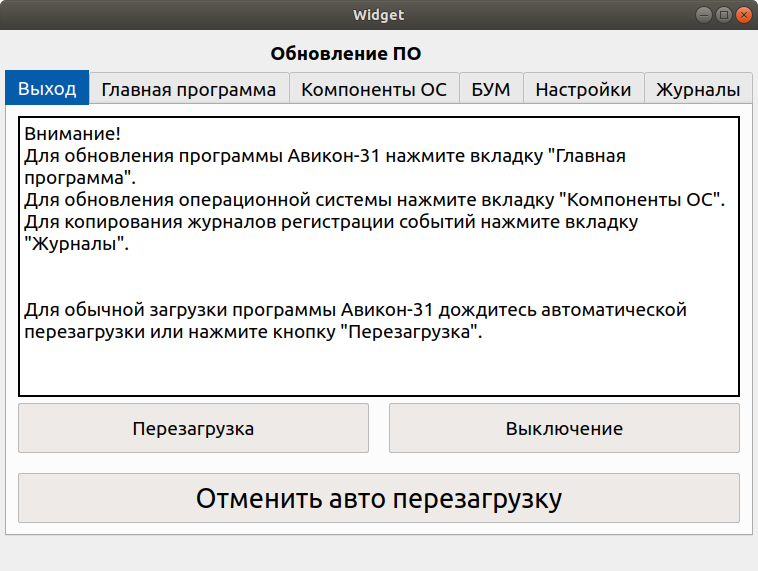 Widget
Обновление ПО
Выход Главная программа Компоненты ОС БУМ Настройки Журналы
Внимание!
Для обновления программы Авикон-31 нажмите вкладку "Главная
программа".
Для обновления операционной системы нажмите вкладку "Компоненты ОС".
Для копирования журналов регистрации событий нажмите вкладку
"Журналы".
Для обычной загрузки программы Авикон-31 дождитесь автоматической
перезагрузки или нажмите кнопку "Перезагрузка".
Перезагрузка Выключение
Отменить авто перезагрузку